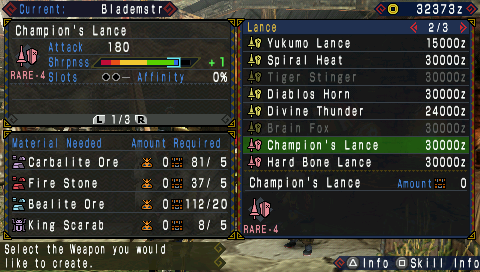 Current: Blademstr
32373z
Champion's Lance
Attack 180
Shrpnss +1
RARE-4
Slots Affinity 0%
L 1/3 R
Material Needed Amount Required
Carbalite Ore 0 81/ 5
Fire Stone 0 37/ 5
Bealite Ore 0 112/20
King Scarab 0 8/ 5
Select the Weapon you would
like to create.
Lance 2/3
Yukumo Lance 15000z
Spiral Heat 30000z
Tiger Stinger 30000z
Diablos Horn 30000z
Divine Thunder 24000z
Brain Fox 30000z
Champion's Lance 30000z
Hard Bone Lance 30000z
Champion's Lance Amount 0
RARE-4
Info Skill Info